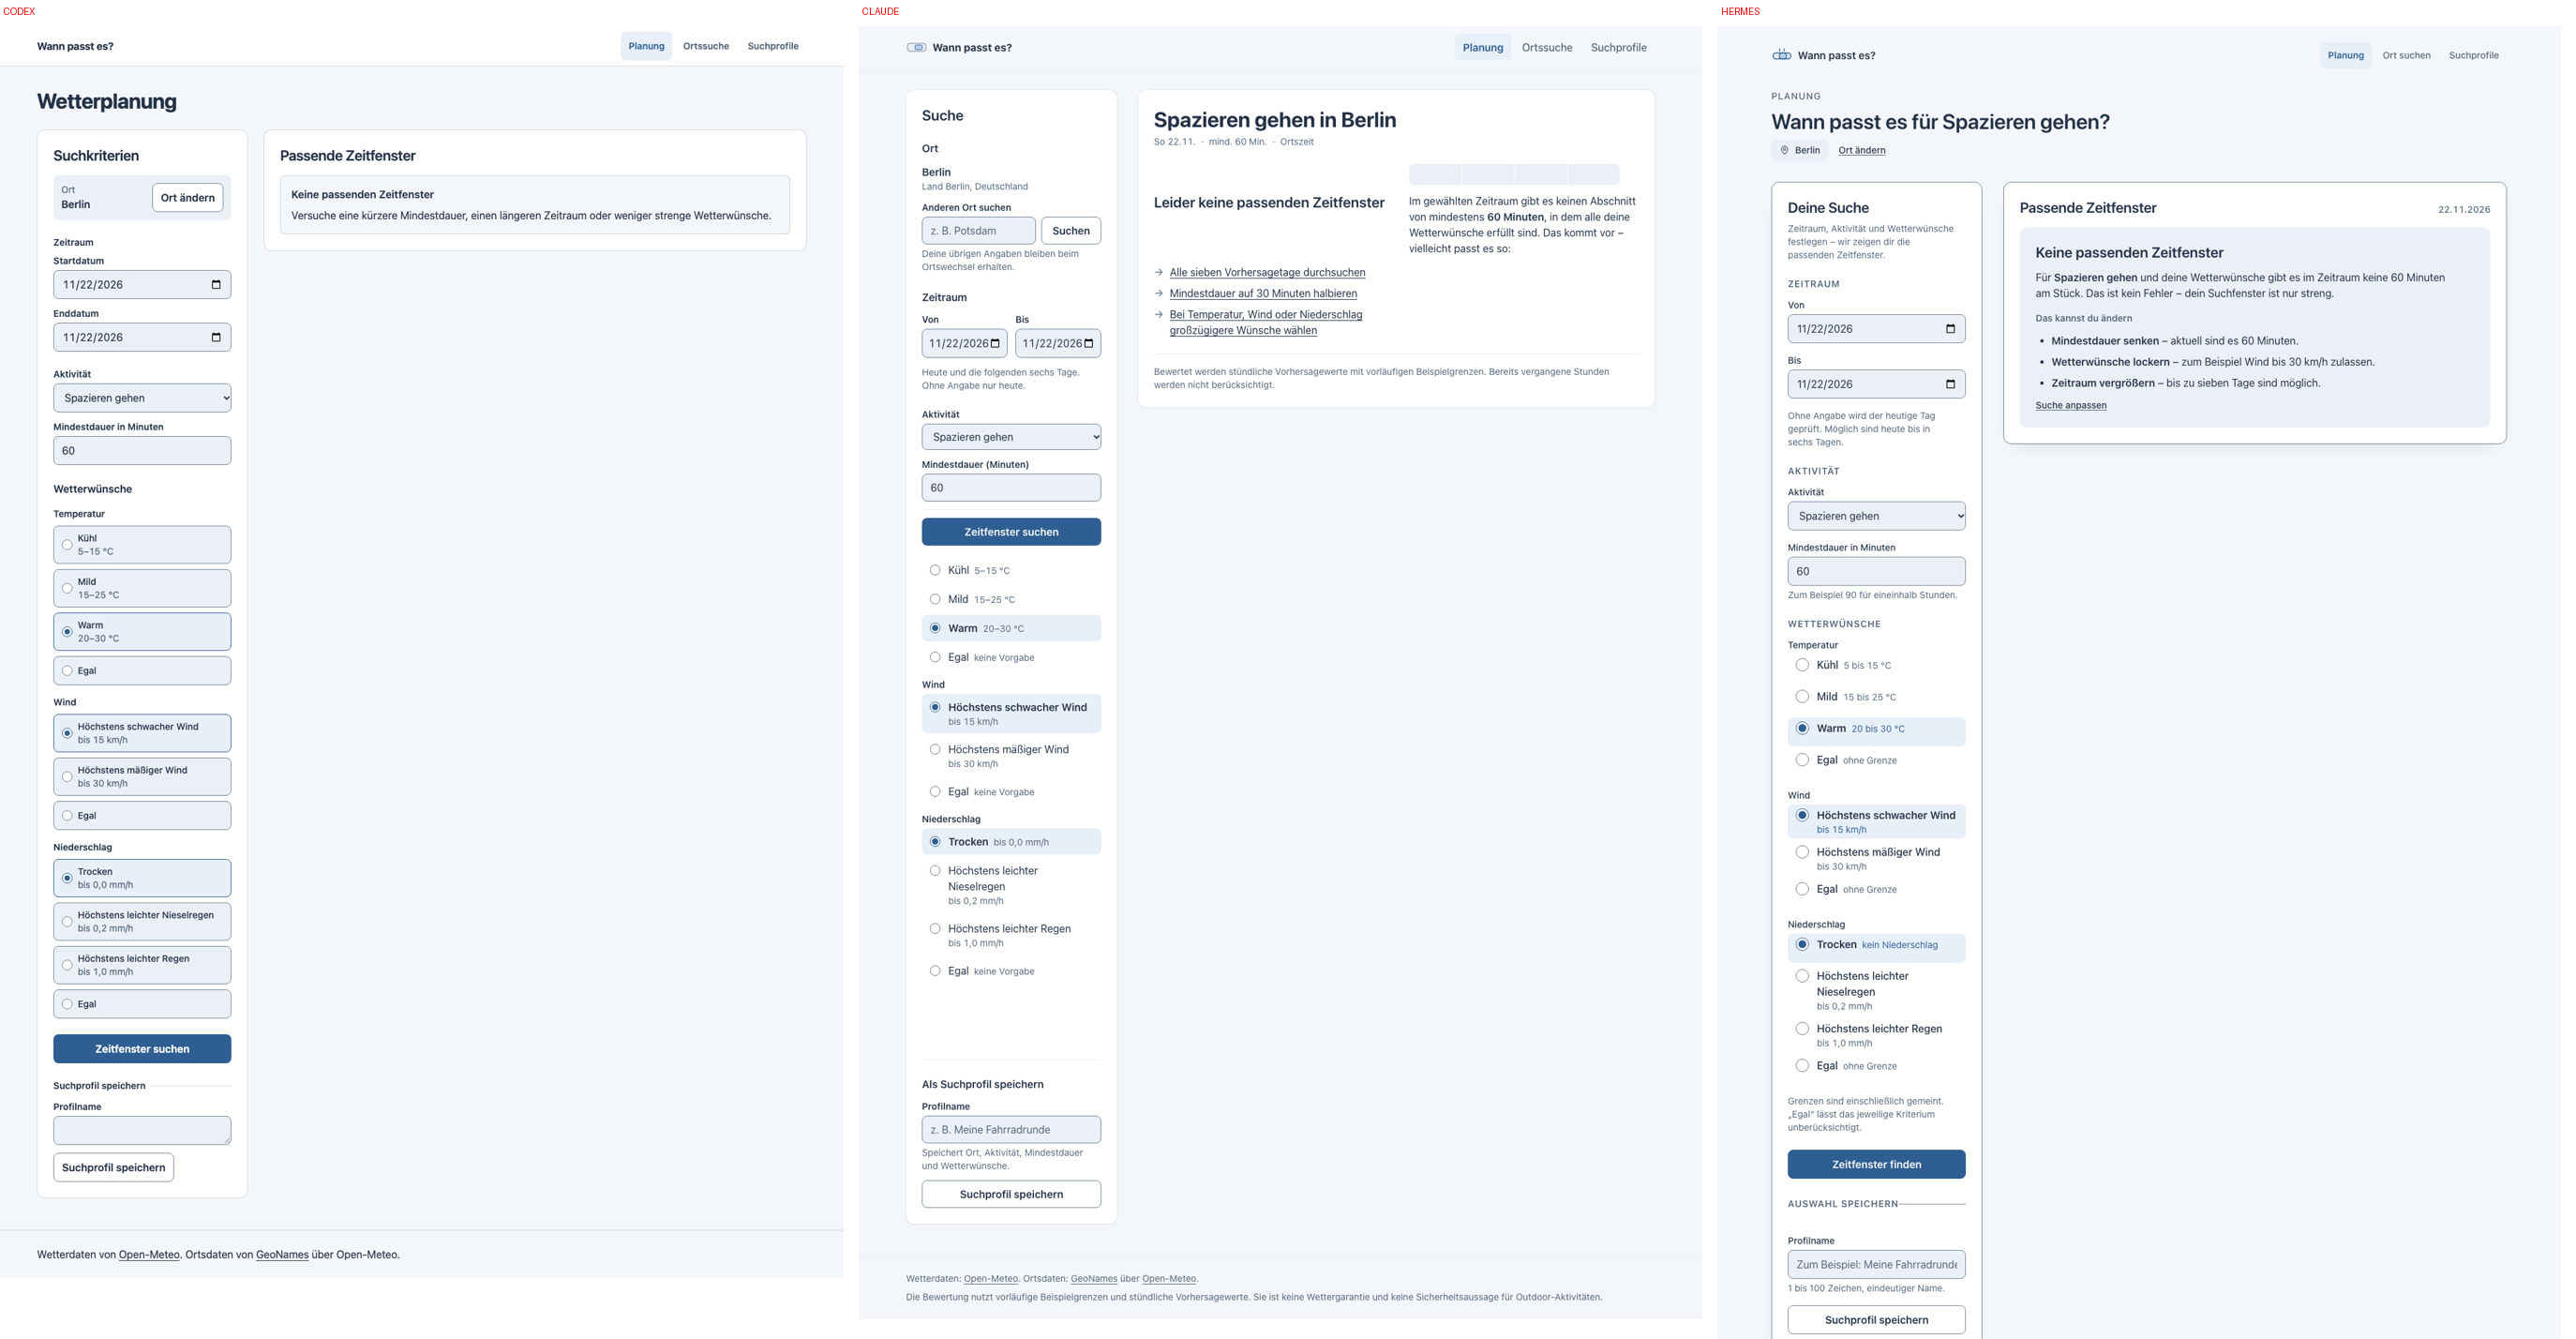 CODEX
Wann passt es?
Planung
Ortssuche
Suchprofile
Wetterplanung
Suchkriterien
Ort
Berlin
Ort ändern
Zeitraum
Startdatum
11/22/2026
Enddatum
11/22/2026
Aktivität
Spazieren gehen
Mindestdauer in Minuten
60
Wetterwünsche
Temperatur
Kühl
5–15 °C
Mild
15–25 °C
Warm
20–30 °C
Egal
Wind
Höchstens schwacher Wind
bis 15 km/h
Höchstens mäßiger Wind
bis 30 km/h
Egal
Niederschlag
Trocken
bis 0,0 mm/h
Höchstens leichter Nieselregen
bis 0,2 mm/h
Höchstens leichter Regen
bis 1,0 mm/h
Egal
Zeitfenster suchen
Suchprofil speichern
Profilname
Suchprofil speichern
Passende Zeitfenster
Keine passenden Zeitfenster
Versuche eine kürzere Mindestdauer, einen längeren Zeitraum oder weniger strenge Wetterwünsche.
Wetterdaten von Open-Meteo. Ortsdaten von GeoNames über Open-Meteo.
CLAUDE
Wann passt es?
Planung
Ortssuche
Suchprofile
Suche
Ort
Berlin
Land Berlin, Deutschland
Anderen Ort suchen
z. B. Potsdam
Suchen
Deine übrigen Angaben bleiben beim
Ortswechsel erhalten.
Zeitraum
Von
Bis
11/22/2026
11/22/2026
Heute und die folgenden sechs Tage.
Ohne Angabe nur heute.
Aktivität
Spazieren gehen
Mindestdauer (Minuten)
60
Zeitfenster suchen
Kühl 5–15 °C
Mild 15–25 °C
Warm 20–30 °C
Egal keine Vorgabe
Wind
Höchstens schwacher Wind
bis 15 km/h
Höchstens mäßiger Wind
bis 30 km/h
Egal keine Vorgabe
Niederschlag
Trocken bis 0,0 mm/h
Höchstens leichter
Nieselregen
bis 0,2 mm/h
Höchstens leichter Regen
bis 1,0 mm/h
Egal keine Vorgabe
Als Suchprofil speichern
Profilname
z. B. Meine Fahrradrunde
Speichert Ort, Aktivität, Mindestdauer
und Wetterwünsche.
Suchprofil speichern
Spazieren gehen in Berlin
So 22.11. · mind. 60 Min. · Ortszeit
Leider keine passenden Zeitfenster
Im gewählten Zeitraum gibt es keinen Abschnitt
von mindestens 60 Minuten, in dem alle deine
Wetterwünsche erfüllt sind. Das kommt vor –
vielleicht passt es so:
→ Alle sieben Vorhersagetage durchsuchen
→ Mindestdauer auf 30 Minuten halbieren
→ Bei Temperatur, Wind oder Niederschlag
großzügigere Wünsche wählen
Bewertet werden stündliche Vorhersagewerte mit vorläufigen Beispielgrenzen. Bereits vergangene Stunden
werden nicht berücksichtigt.
Wetterdaten: Open-Meteo. Ortsdaten: GeoNames über Open-Meteo.
Die Bewertung nutzt vorläufige Beispielgrenzen und stündliche Vorhersagewerte. Sie ist keine Wettergarantie und keine Sicherheitsaussage für Outdoor-Aktivitäten.
HERMES
Wann passt es?
Planung
Ort suchen
Suchprofile
PLANUNG
Wann passt es für Spazieren gehen?
Berlin
Ort ändern
Deine Suche
Zeitraum, Aktivität und Wetterwünsche
festlegen – wir zeigen dir die
passenden Zeitfenster.
ZEITRAUM
Von
11/22/2026
Bis
11/22/2026
Ohne Angabe wird der heutige Tag
geprüft. Möglich sind heute bis in
sechs Tagen.
AKTIVITÄT
Aktivität
Spazieren gehen
Mindestdauer in Minuten
60
Zum Beispiel 90 für eineinhalb Stunden.
WETTERWÜNSCHE
Temperatur
Kühl 5 bis 15 °C
Mild 15 bis 25 °C
Warm 20 bis 30 °C
Egal ohne Grenze
Wind
Höchstens schwacher Wind
bis 15 km/h
Höchstens mäßiger Wind
bis 30 km/h
Egal ohne Grenze
Niederschlag
Trocken kein Niederschlag
Höchstens leichter
Nieselregen
bis 0,2 mm/h
Höchstens leichter Regen
bis 1,0 mm/h
Egal ohne Grenze
Grenzen sind einschließlich gemeint.
„Egal“ lässt das jeweilige Kriterium
unberücksichtigt.
Zeitfenster finden
AUSWAHL SPEICHERN
Profilname
Zum Beispiel: Meine Fahrradrunde
1 bis 100 Zeichen, eindeutiger Name.
Suchprofil speichern
Passende Zeitfenster
22.11.2026
Keine passenden Zeitfenster
Für Spazieren gehen und deine Wetterwünsche gibt es im Zeitraum keine 60 Minuten
am Stück. Das ist kein Fehler – dein Suchfenster ist nur streng.
Das kannst du ändern
• Mindestdauer senken – aktuell sind es 60 Minuten.
• Wetterwünsche lockern – zum Beispiel Wind bis 30 km/h zulassen.
• Zeitraum vergrößern – bis zu sieben Tage sind möglich.
Suche anpassen